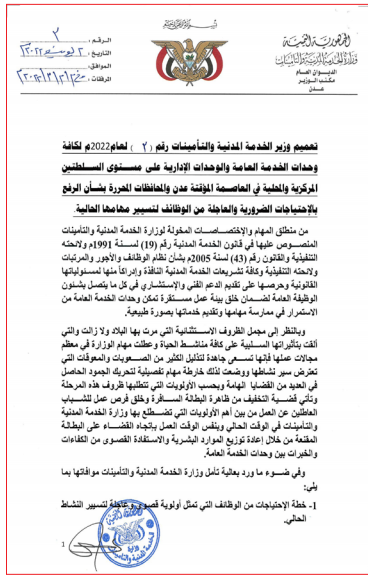 الجمهورية اليمنية
وزارة الخدمة المدنية والتأمينات
الديوان العام
مكتب الوزير
عدن
الرقم :
التاريخ :
الموافق:
المرفقات :
تعميم وزير الخدمة المدنية والتأمينات رقم ( ٢ ) لعام2022م لكافة
وحدات الخدمة العامة والوحدات الإدارية على مستوى السلطتين
المركزية والمحلية في العاصمة المؤقتة عدن والمحافظات المحررة بشأن الرفع
بالإحتياجات الضرورية والعاجلة من الوظائف لتسيير مهامها الحالية.
من منطلق المهام والإختصاصات المخولة لوزارة الخدمة المدنية والتأمينات
المنصوص عليها في قانون الخدمة المدنية رقم (19) لسنة 1991م ولائحته
التنفيذية والقانون رقم (43) لسنة 2005م بشأن نظام الوظائف والأجور والمرتبات
ولائحته التنفيذية وكافة تشريعات الخدمة المدنية النافذة وإدراكاً منها لمسئولياتها
القانونية وحرصها على تقديم الدعم الفني والإستشاري في كل ما يتصل بشئون
الوظيفة العامة لضمان خلق بيئة عمل مستقرة تمكن وحدات الخدمة العامة من
الاستمرار في ممارسة مهامها وتقديم خدماتها بصورة طبيعية.
وبالنظر إلى مجمل الظروف الاستثنائية التي مرت بها البلاد ولا زالت والتي
ألقت بتأثيراتها السلبية على كافة مناشط الحياة وعطلت مهام الوزارة في معظم
مجالات عملها فإنها تسعى جاهدة لتذليل الكثير من الصعوبات والمعوقات التي
تعترض سير نشاطها ووضعت لذلك خارطة مهام تفصيلية لتحريك الجمود الحاصل
في العديد من القضايا الهامة وبحسب الأولويات التي تتطلبها ظروف هذه المرحلة
وتأتي قضية التخفيف من ظاهرة البطالة السافرة وخلق فرص عمل للشباب
العاطلين عن العمل من بين أهم الأولويات التي تضطلع بها وزارة الخدمة المدنية
والتأمينات في الوقت الحالي وبنفس الوقت العمل بإتجاه القضاء على البطالة
المقنعة من خلال إعادة توزيع الموارد البشرية والاستفادة القصوى من الكفاءات
والخبرات بين وحدات الخدمة العامة.
وفي ضوء ما ورد بعالية تأمل وزارة الخدمة المدنية والتأمينات موافاتها بما
يلي:
1- خطة الإحتياجات من الوظائف التي تمثل أولوية قصوى وعاجلة لتسيير النشاط
الحالي.
1